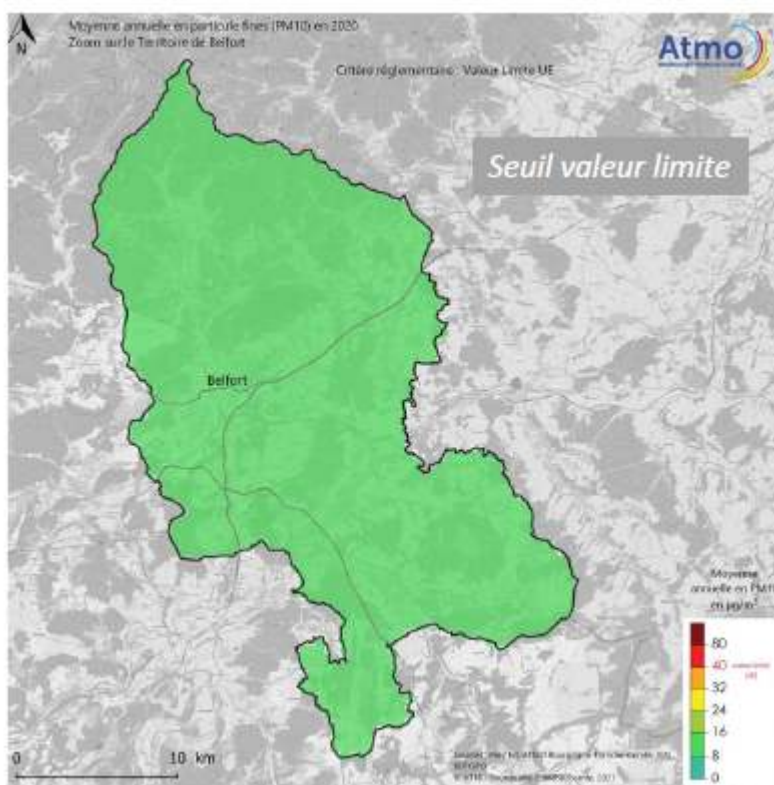 Moyenne annuelle en particule fines (PM10) en 2020
Zoom sur le Territoire de Belfort
Critère réglementaire : Valeur Limite UE
Atmo
N
Seuil valeur limite
Belfort
Moyenne
annuelle en PM1
en µg/m³
80
40
32
24
16
8
0
0 10 km